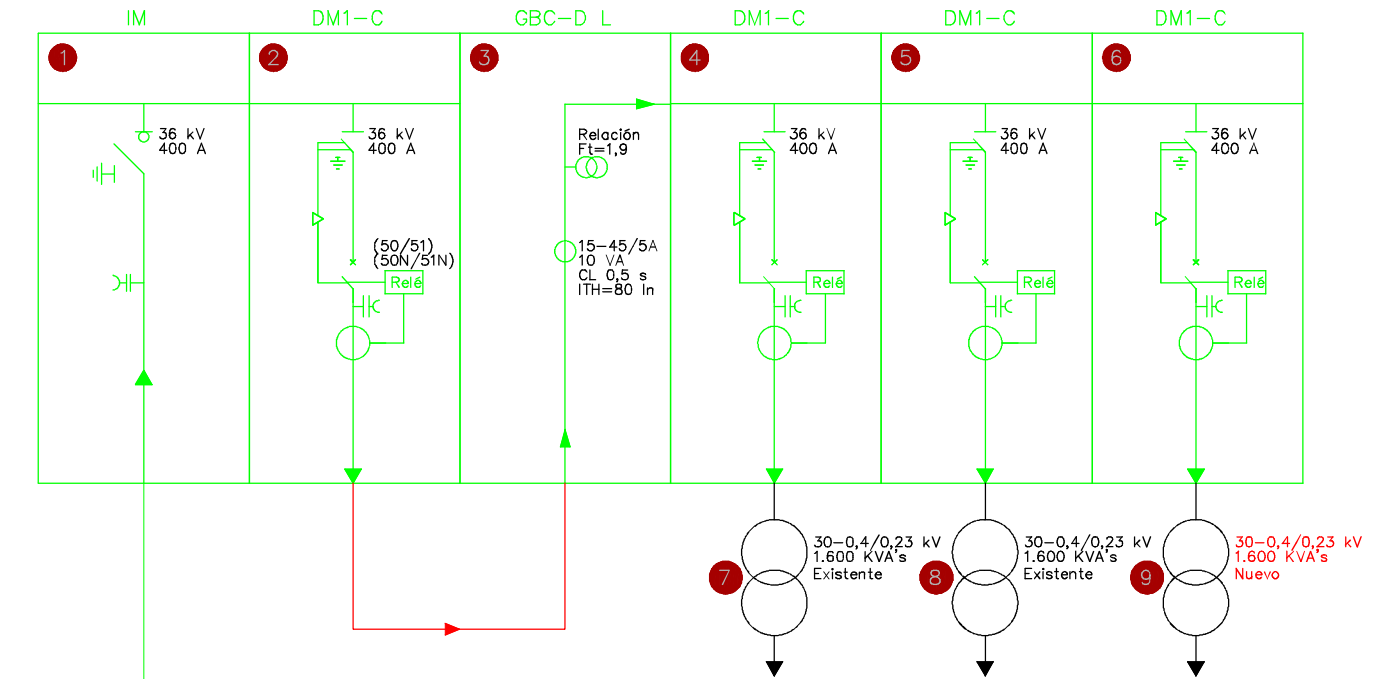 IM
DM1-C
GBC-D L
DM1-C
DM1-C
DM1-C
1
2
3
4
5
6
36 kV
400 A
36 kV
400 A
(50/51)
(50N/51N)
Relé
Relación
Ft=1,9
15-45/5A
10 VA
CL 0,5 s
ITH=80 In
36 kV
400 A
Relé
36 kV
400 A
Relé
36 kV
400 A
Relé
7
30-0,4/0,23 kV
1.600 KVA's
Existente
8
30-0,4/0,23 kV
1.600 KVA's
Existente
9
30-0,4/0,23 kV
1.600 KVA's
Nuevo